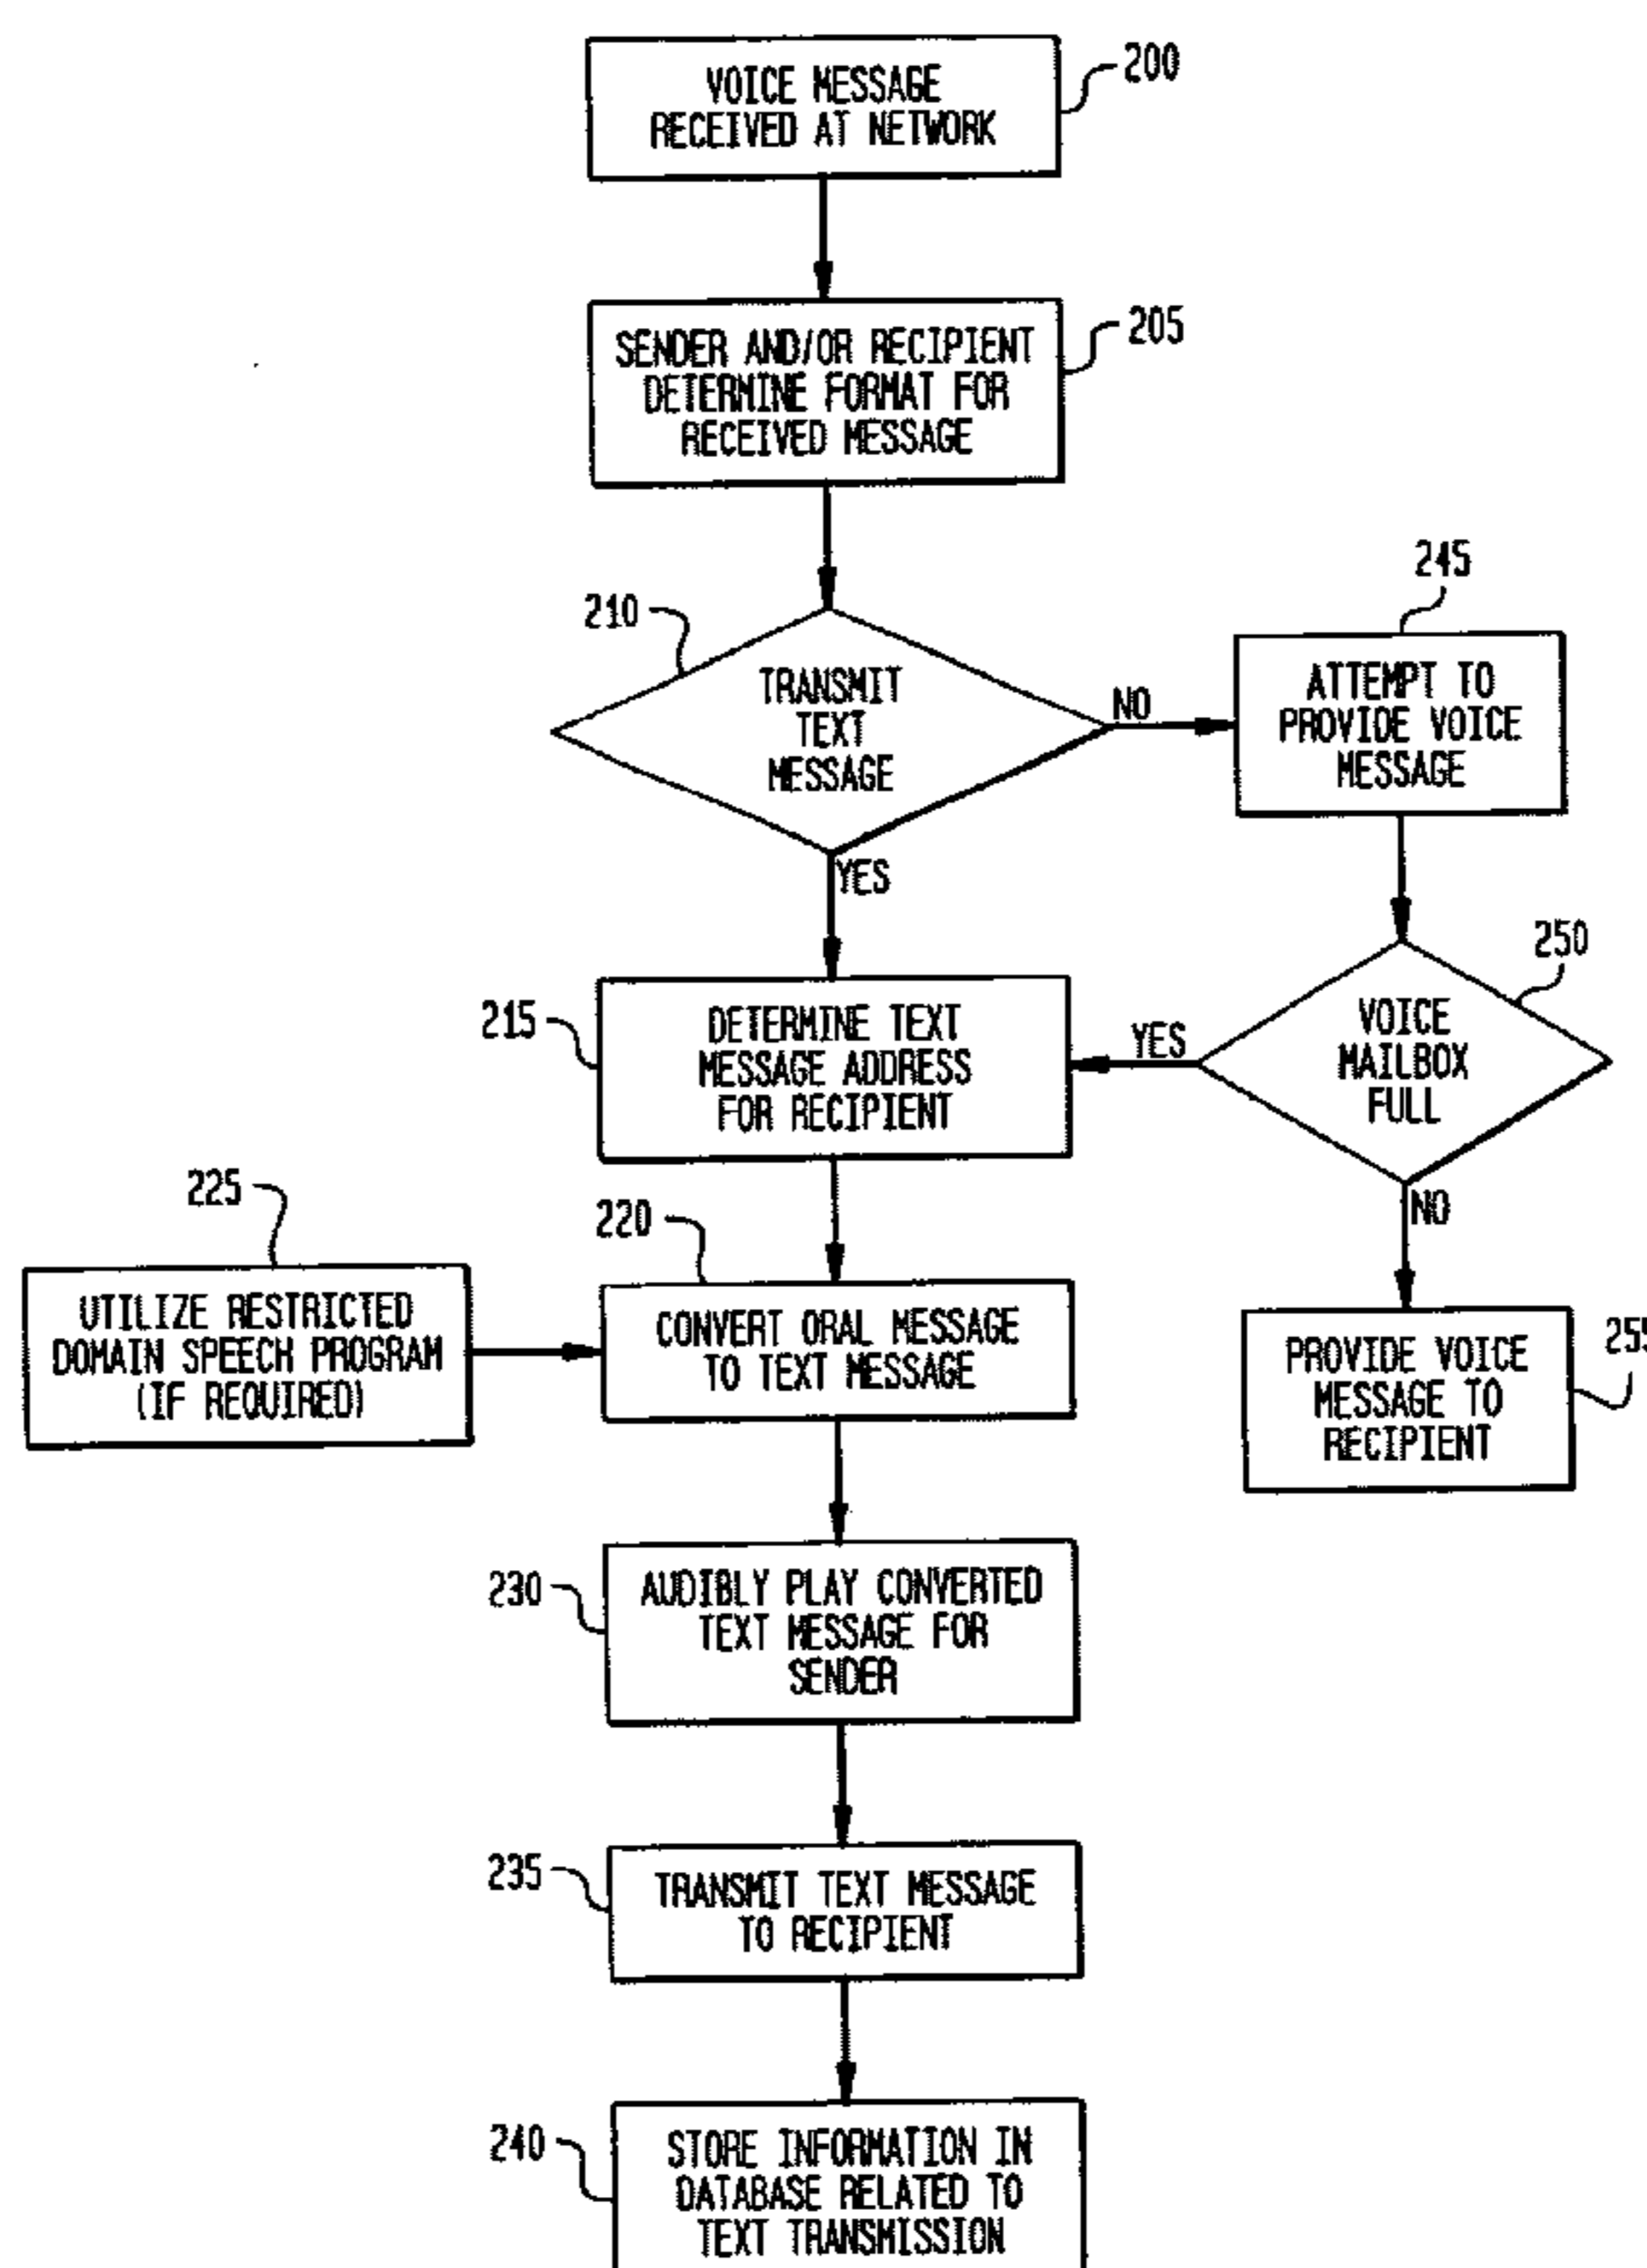 VOICE MESSAGE
RECEIVED AT NETWORK
200
SENDER AND/OR RECIPIENT
DETERMINE FORMAT FOR
RECEIVED MESSAGE
205
210
TRANSMIT
TEXT
MESSAGE
NO
YES
245
ATTEMPT TO
PROVIDE VOICE
MESSAGE
250
VOICE
MAILBOX
FULL
YES
NO
215
DETERMINE TEXT
MESSAGE ADDRESS
FOR RECIPIENT
225
UTILIZE RESTRICTED
DOMAIN SPEECH PROGRAM
(IF REQUIRED)
220
CONVERT ORAL MESSAGE
TO TEXT MESSAGE
255
PROVIDE VOICE
MESSAGE TO
RECIPIENT
230
AUDIBLY PLAY CONVERTED
TEXT MESSAGE FOR
SENDER
235
TRANSMIT TEXT MESSAGE
TO RECIPIENT
240
STORE INFORMATION IN
DATABASE RELATED TO
TEXT TRANSMISSION